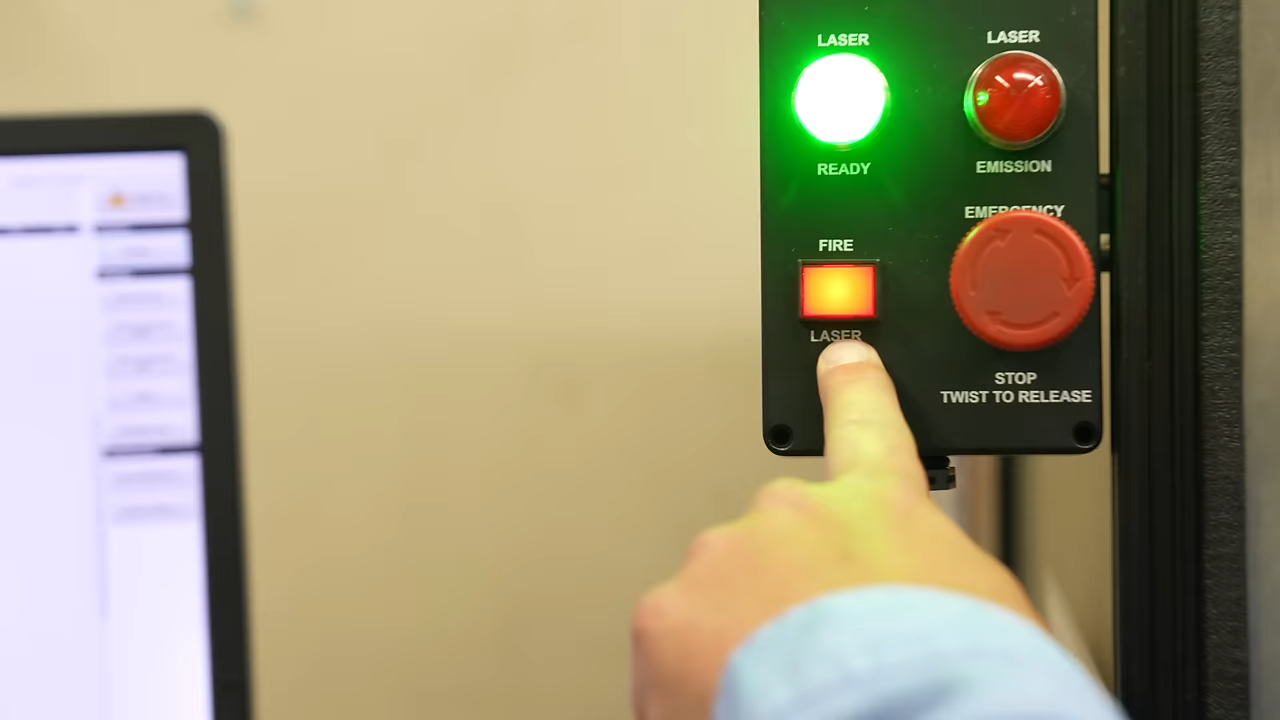 LASER
READY
LASER
EMISSION
FIRE
LASER
EMERGENCY
STOP
TWIST TO RELEASE